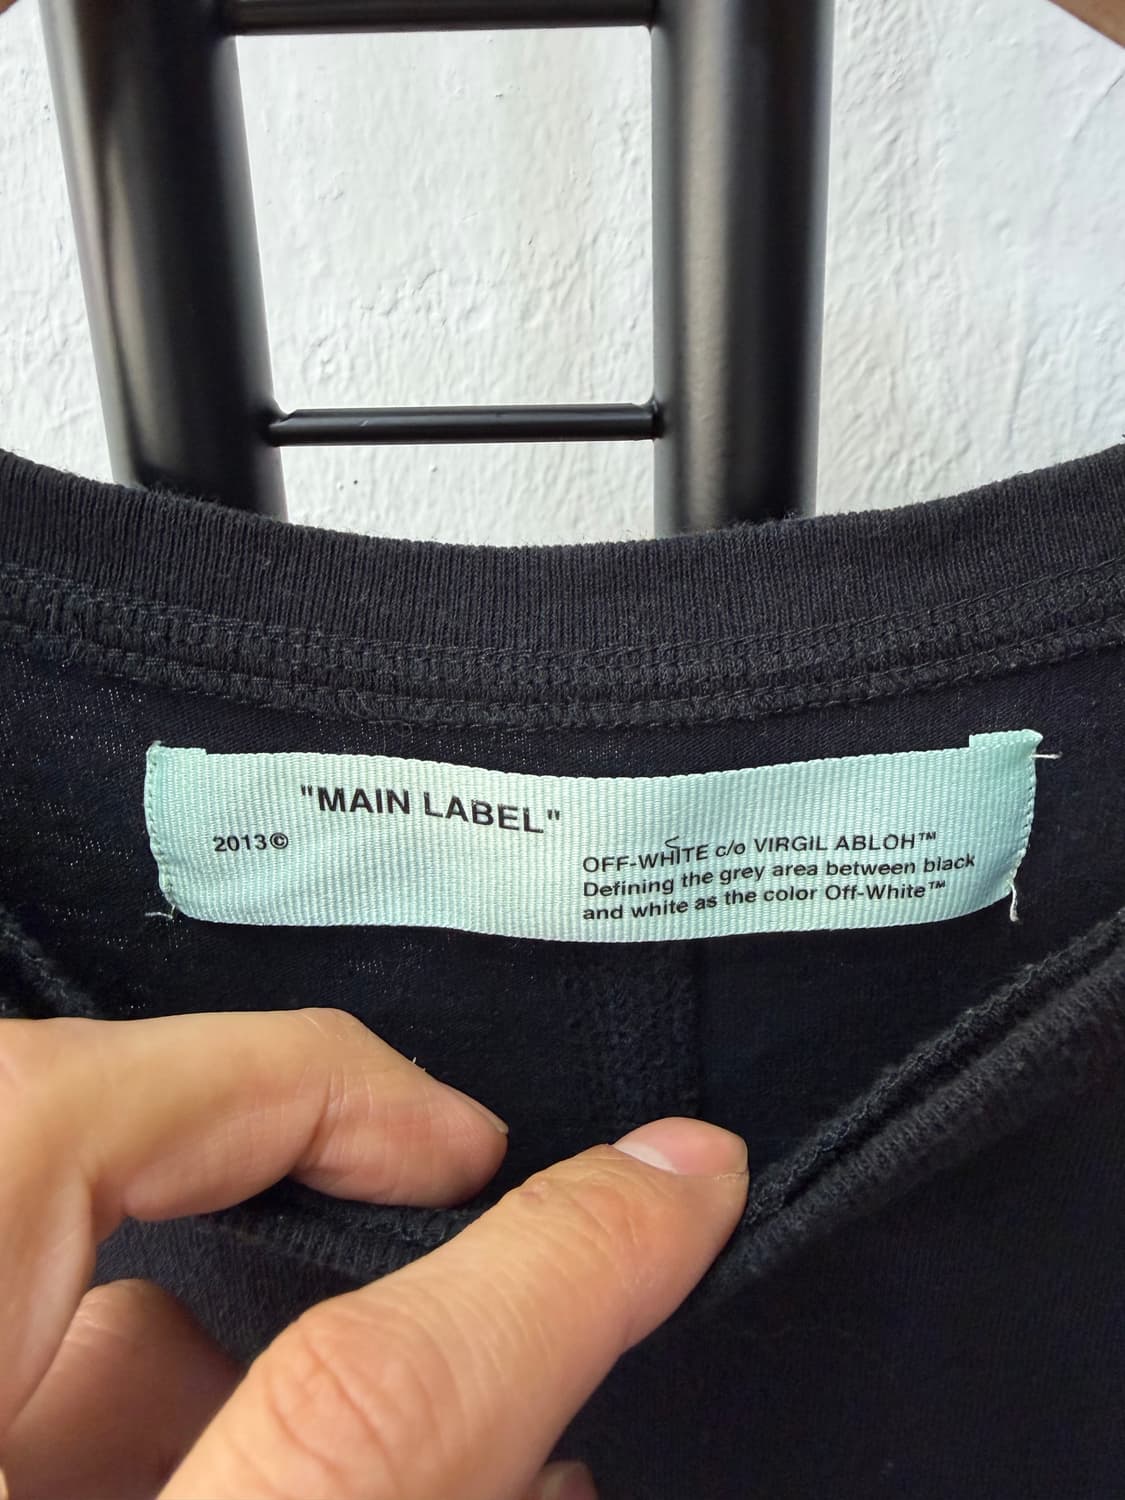 "MAIN LABEL"
2013©
OFF-WHITE c/o VIRGIL ABLOH™
Defining the grey area between black
and white as the color Off-White™